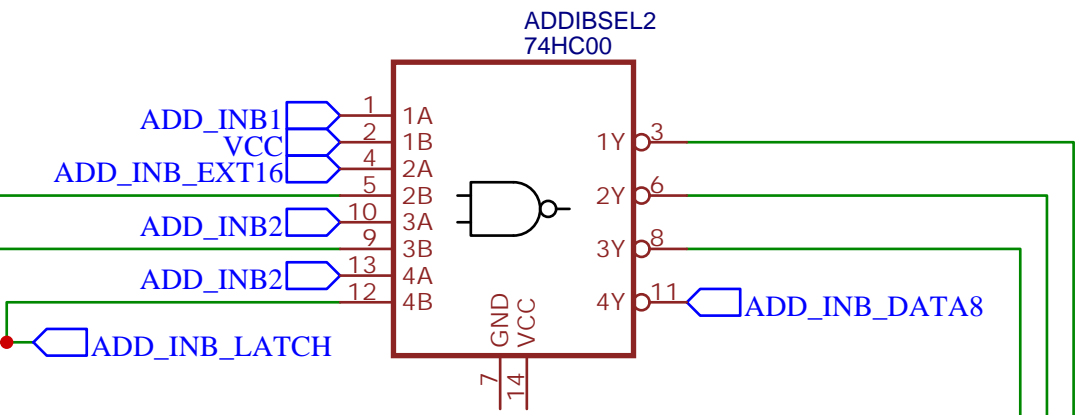 ADDIBSEL2
74HC00
ADD_INB1 1 1A
VCC 2 1B 1Y 3
ADD_INB_EXT16 4 2A
5 2B 2Y 6
ADD_INB2 10 3A
9 3B 3Y 8
ADD_INB2 13 4A
12 4B 4Y 11 ADD_INB_DATA8
ADD_INB_LATCH
GND VCC
7 14